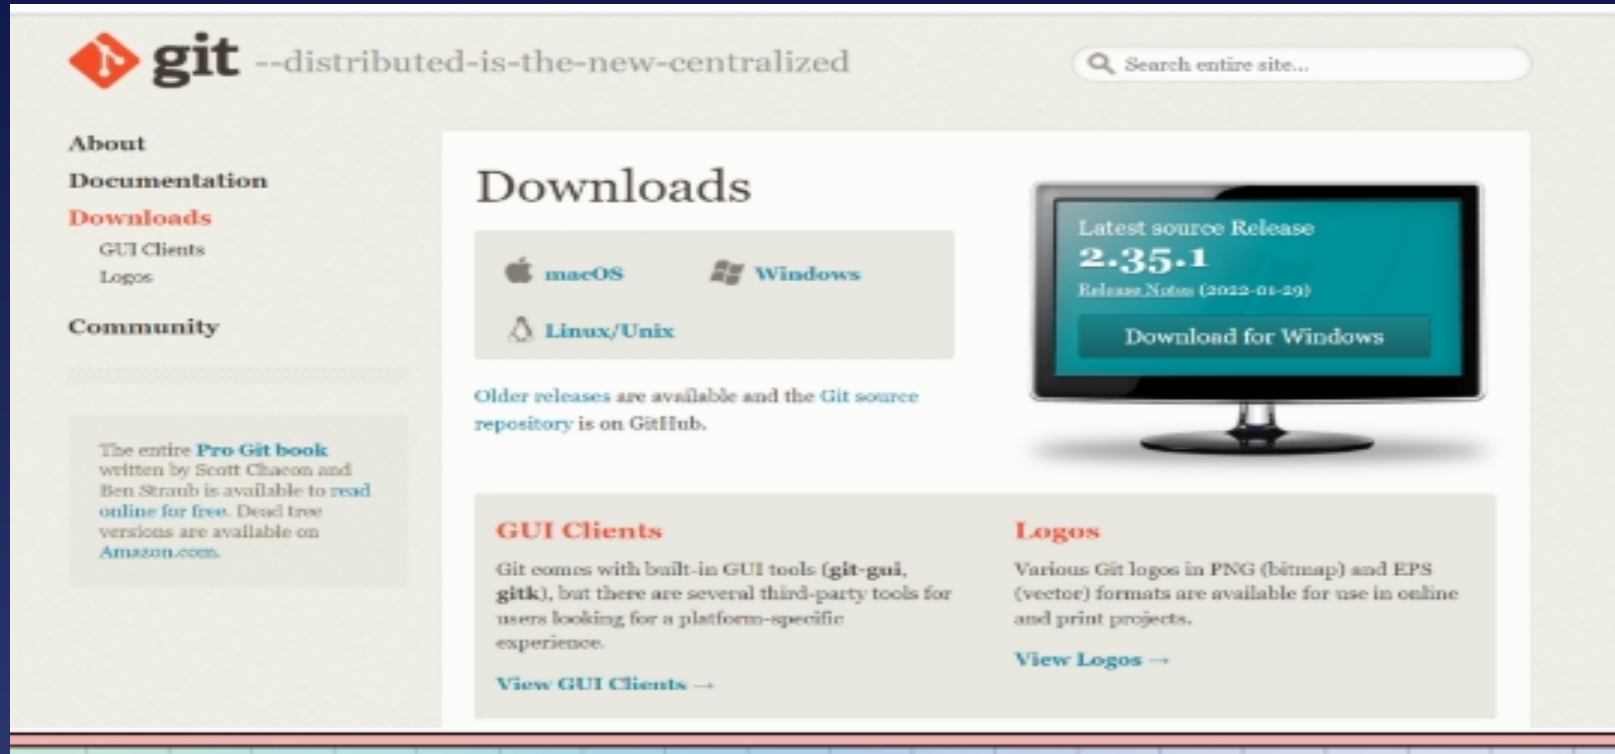 git --distributed-is-the-new-centralized
Search entire site...
About
Documentation
Downloads
GUI Clients
Logos
Community
The entire Pro Git book
written by Scott Chacon and
Ben Straub is available to read
online for free. Dead tree
versions are available on
Amazon.com.
Downloads
macOS
Windows
Linux/Unix
Older releases are available and the Git source
repository is on GitHub.
Latest source Release
2.35.1
Release Notes (2022-01-29)
Download for Windows
GUI Clients
Git comes with built-in GUI tools (git-gui,
gitk), but there are several third-party tools for
users looking for a platform-specific
experience.
View GUI Clients →
Logos
Various Git logos in PNG (bitmap) and EPS
(vector) formats are available for use in online
and print projects.
View Logos →